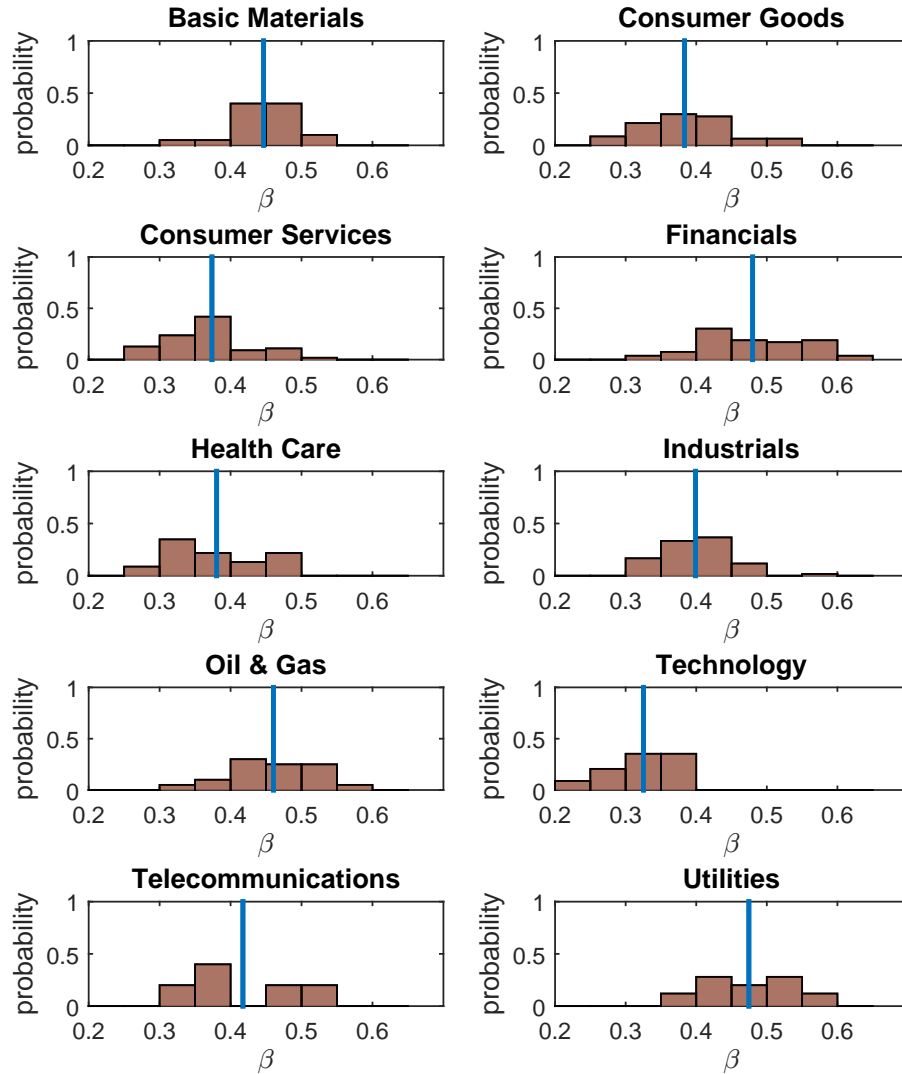 Basic Materials
probability
1
0.5
0
0.2 0.3 0.4 0.5 0.6
β
Consumer Goods
probability
1
0.5
0
0.2 0.3 0.4 0.5 0.6
β
Consumer Services
probability
1
0.5
0
0.2 0.3 0.4 0.5 0.6
β
Financials
probability
1
0.5
0
0.2 0.3 0.4 0.5 0.6
β
Health Care
probability
1
0.5
0
0.2 0.3 0.4 0.5 0.6
β
Industrials
probability
1
0.5
0
0.2 0.3 0.4 0.5 0.6
β
Oil & Gas
probability
1
0.5
0
0.2 0.3 0.4 0.5 0.6
β
Technology
probability
1
0.5
0
0.2 0.3 0.4 0.5 0.6
β
Telecommunications
probability
1
0.5
0
0.2 0.3 0.4 0.5 0.6
β
Utilities
probability
1
0.5
0
0.2 0.3 0.4 0.5 0.6
β